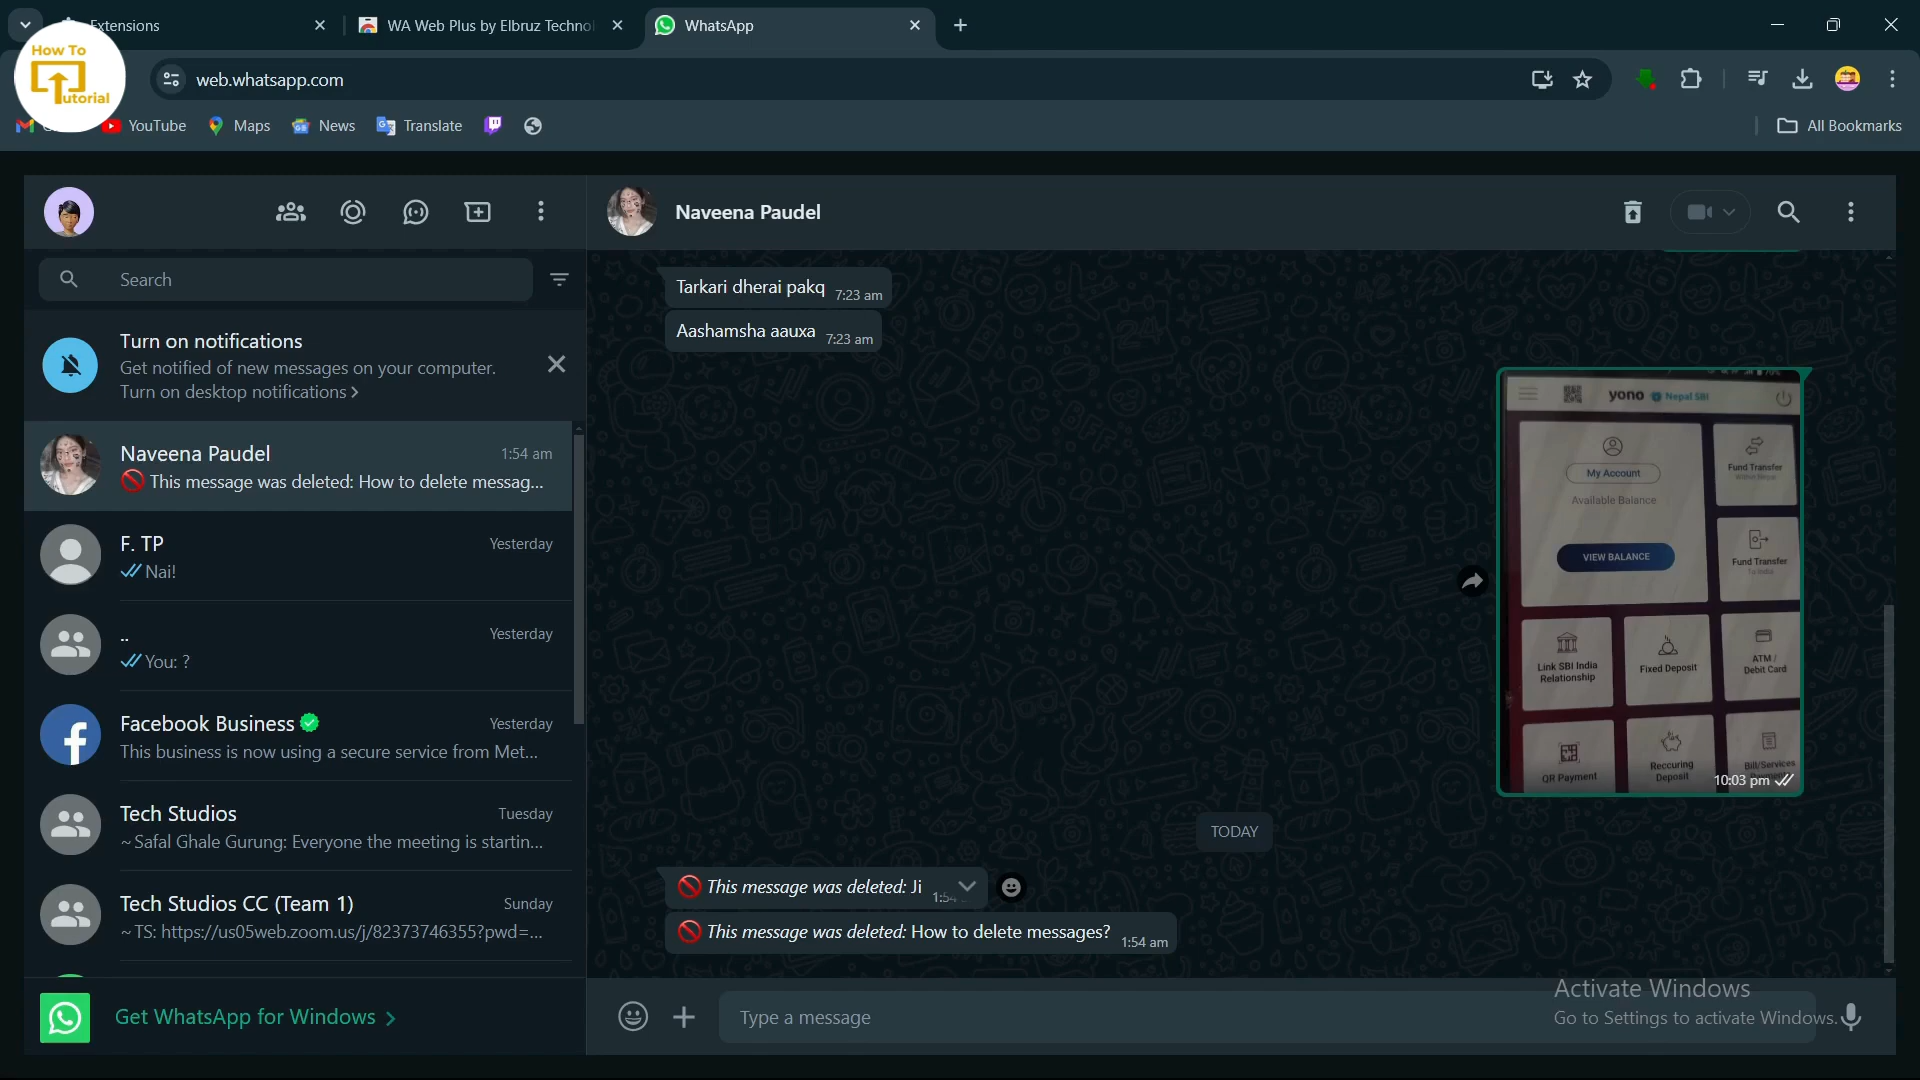 Extensions
WA Web Plus by Elbruz Technol
WhatsApp
How To
Tutorial
web.whatsapp.com
YouTube
Maps
News
Translate
All Bookmarks
Naveena Paudel
Search
Turn on notifications
Get notified of new messages on your computer.
Turn on desktop notifications >
Naveena Paudel
1:54 am
This message was deleted: How to delete messag...
F. TP
Yesterday
Nai!
..
Yesterday
You: ?
Facebook Business
Yesterday
This business is now using a secure service from Met...
Tech Studios
Tuesday
~ Safal Ghale Gurung: Everyone the meeting is startin...
Tech Studios CC (Team 1)
Sunday
~ TS: https://us05web.zoom.us/j/82373746355?pwd=...
Get WhatsApp for Windows >
Tarkari dherai pakq 7:23 am
Aashamsha aauxa 7:23 am
yono Nepal SBI
My Account
Available Balance
VIEW BALANCE
Fund Transfer
Within Nepal
Fund Transfer
To India
Link SBI India
Relationship
Fixed Deposit
ATM /
Debit Card
QR Payment
Reccuring
Deposit
Bill/Services
10:03 pm
TODAY
This message was deleted: Ji
This message was deleted: How to delete messages? 1:54 am
Type a message
Activate Windows
Go to Settings to activate Windows.